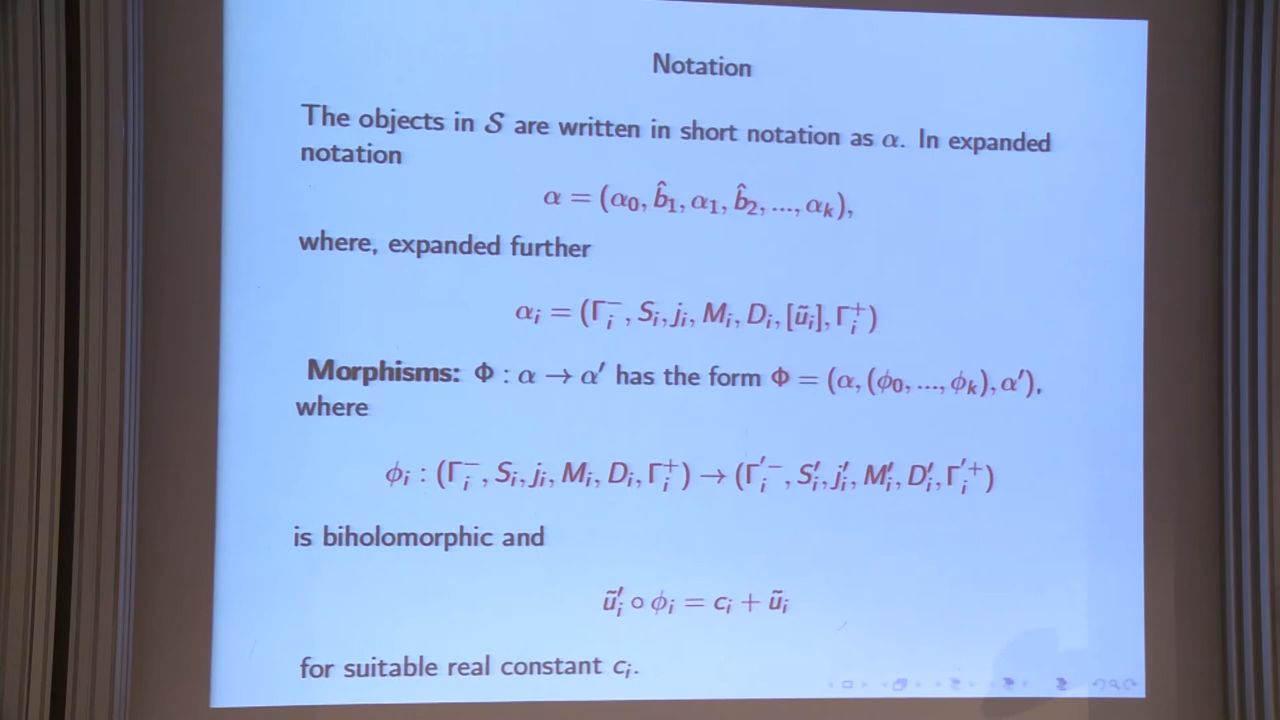 Notation
The objects in 𝒮 are written in short notation as α. In expanded
notation
α = (α₀, b̂₁, α₁, b̂₂, ..., αₖ),
where, expanded further
αᵢ = (Γᵢ⁻, Sᵢ, jᵢ, Mᵢ, Dᵢ, [ũᵢ], Γᵢ⁺)
Morphisms: Φ : α → α′ has the form Φ = (α, (ϕ₀, ..., ϕₖ), α′),
where
ϕᵢ : (Γᵢ⁻, Sᵢ, jᵢ, Mᵢ, Dᵢ, Γᵢ⁺) → (Γ′ᵢ⁻, S′ᵢ, j′ᵢ, M′ᵢ, D′ᵢ, Γ′ᵢ⁺)
is biholomorphic and
ũ′ᵢ ∘ ϕᵢ = cᵢ + ũᵢ
for suitable real constant cᵢ.